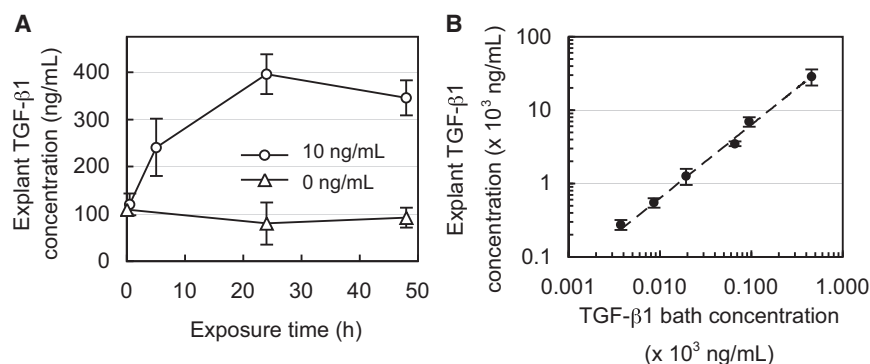 A
Explant TGF-β1
concentration (ng/mL)
400
300
200
100
0
10 ng/mL
0 ng/mL
0
10
20
30
40
50
Exposure time (h)
B
Explant TGF-β1
concentration (x 10³ ng/mL)
100
10
1
0.1
0.001
0.010
0.100
1.000
TGF-β1 bath concentration
(x 10³ ng/mL)